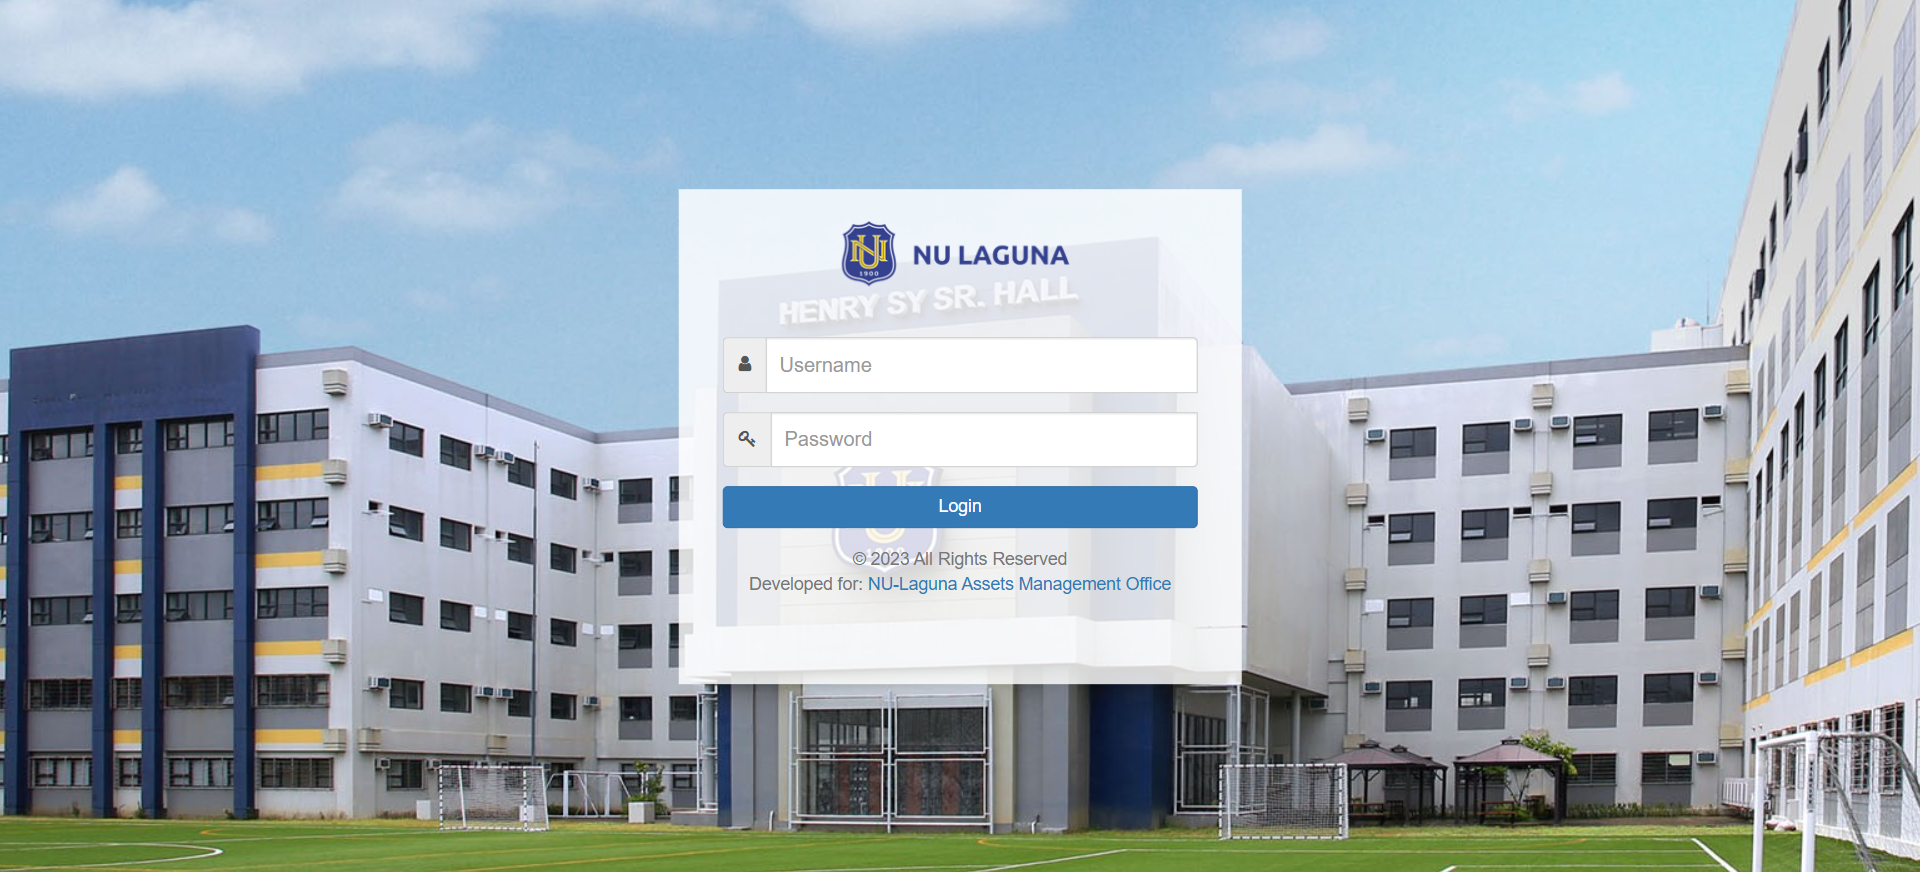 NU
1900
NU LAGUNA
HENRY SY SR. HALL
Username
Password
Login
1900
© 2023 All Rights Reserved
Developed for: NU-Laguna Assets Management Office